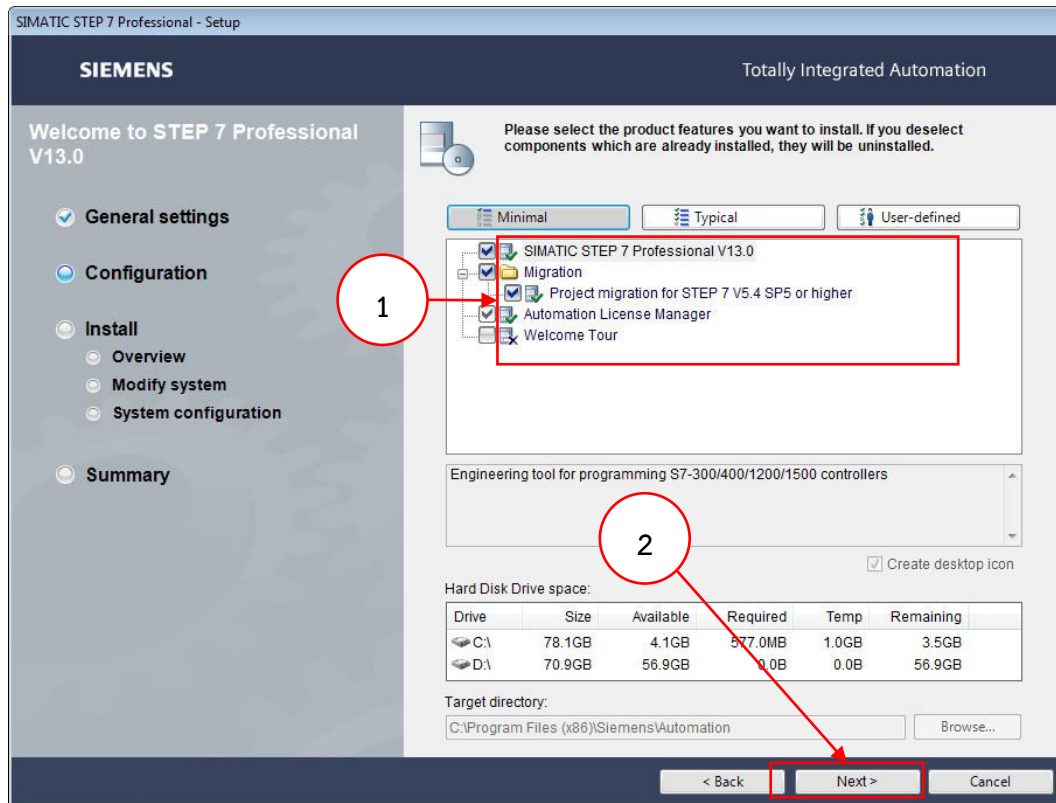 SIMATIC STEP 7 Professional - Setup
SIEMENS
Totally Integrated Automation
Welcome to STEP 7 Professional
V13.0
General settings
Configuration
Install
Overview
Modify system
System configuration
Summary
Please select the product features you want to install. If you deselect
components which are already installed, they will be uninstalled.
Minimal
Typical
User-defined
SIMATIC STEP 7 Professional V13.0
Migration
Project migration for STEP 7 V5.4 SP5 or higher
Automation License Manager
Welcome Tour
1
Engineering tool for programming S7-300/400/1200/1500 controllers
2
Create desktop icon
Hard Disk Drive space:
Drive Size Available Required Temp Remaining
C:\ 78.1GB 4.1GB 577.0MB 1.0GB 3.5GB
D:\ 70.9GB 56.9GB 0.0B 0.0B 56.9GB
Target directory:
C:\Program Files (x86)\Siemens\Automation
Browse...
< Back
Next >
Cancel